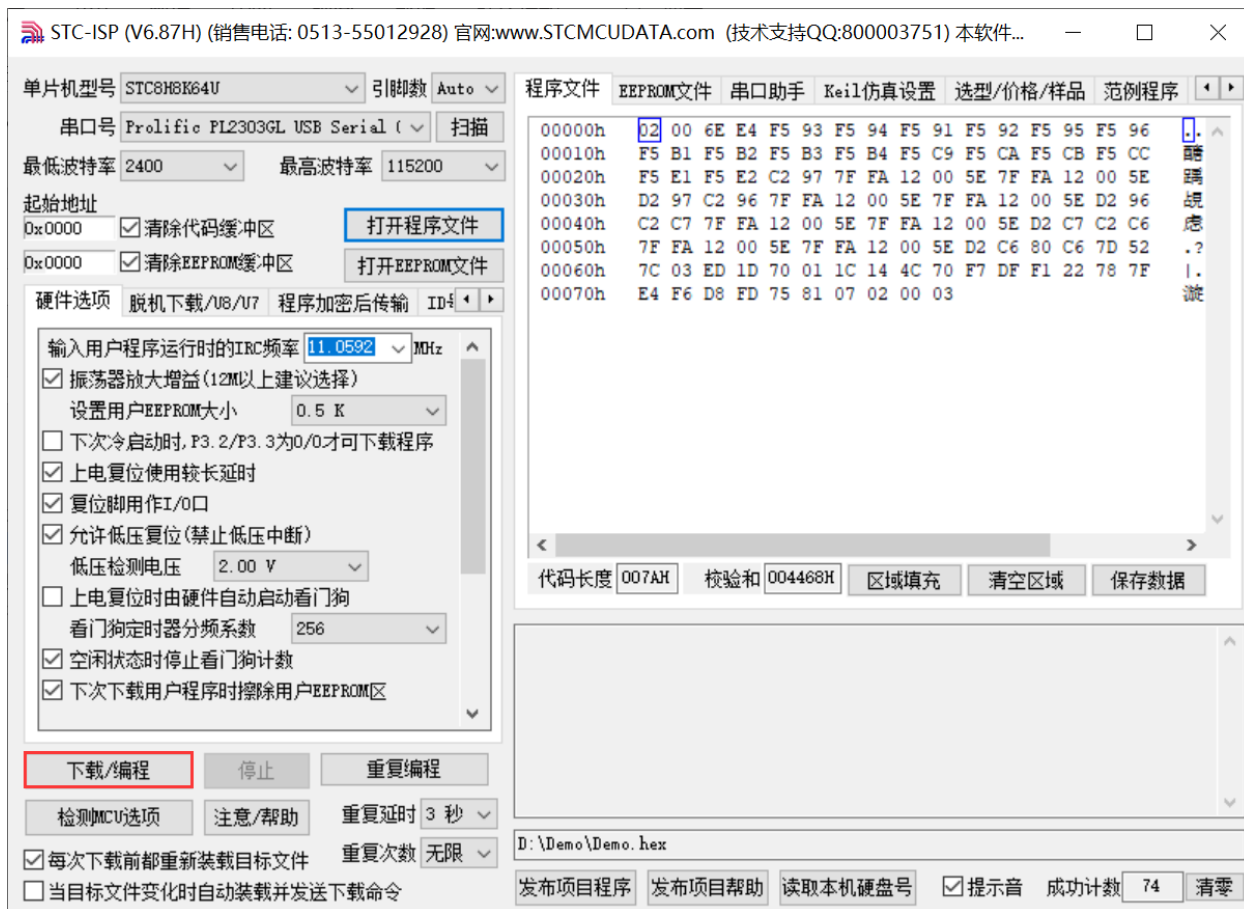 STC-ISP (V6.87H) (销售电话: 0513-55012928) 官网:www.STCMCUDATA.com  (技术支持QQ:800003751) 本软件...
单片机型号 STC8H8K64U 引脚数 Auto
串口号 Prolific PL2303GL USB Serial ( 扫描
最低波特率 2400 最高波特率 115200
起始地址
0x0000 清除代码缓冲区 打开程序文件
0x0000 清除EEPROM缓冲区 打开EEPROM文件
硬件选项 脱机下载/U8/U7 程序加密后传输
输入用户程序运行时的IRC频率 11.0592 MHz
振荡器放大增益(12M以上建议选择)
设置用户EEPROM大小 0.5 K
下次冷启动时,P3.2/P3.3为0/0才可下载程序
上电复位使用较长延时
复位脚用作I/O口
允许低压复位(禁止低压中断)
低压检测电压 2.00 V
上电复位时由硬件自动启动看门狗
看门狗定时器分频系数 256
空闲状态时停止看门狗计数
下次下载用户程序时擦除用户EEPROM区
下载/编程 停止 重复编程
检测MCU选项 注意/帮助 重复延时 3 秒
每次下载前都重新装载目标文件 重复次数 无限
当目标文件变化时自动装载并发送下载命令
程序文件 EEPROM文件 串口助手 Keil仿真设置 选型/价格/样品 范例程序
00000h 02 00 6E E4 F5 93 F5 94 F5 91 F5 92 F5 95 F5 96 ..
00010h F5 B1 F5 B2 F5 B3 F5 B4 F5 C9 F5 CA F5 CB F5 CC
00020h F5 E1 F5 E2 C2 97 7F FA 12 00 5E 7F FA 12 00 5E
00030h D2 97 C2 96 7F FA 12 00 5E 7F FA 12 00 5E D2 96
00040h C2 C7 7F FA 12 00 5E 7F FA 12 00 5E D2 C7 C2 C6
00050h 7F FA 12 00 5E 7F FA 12 00 5E D2 C6 80 C6 7D 52 .?
00060h 7C 03 ED 1D 70 01 1C 14 4C 70 F7 DF F1 22 78 7F |.
00070h E4 F6 D8 FD 75 81 07 02 00 03
代码长度 007AH 校验和 004468H 区域填充 清空区域 保存数据
D:\Demo\Demo.hex
发布项目程序 发布项目帮助 读取本机硬盘号 提示音 成功计数 74 清零